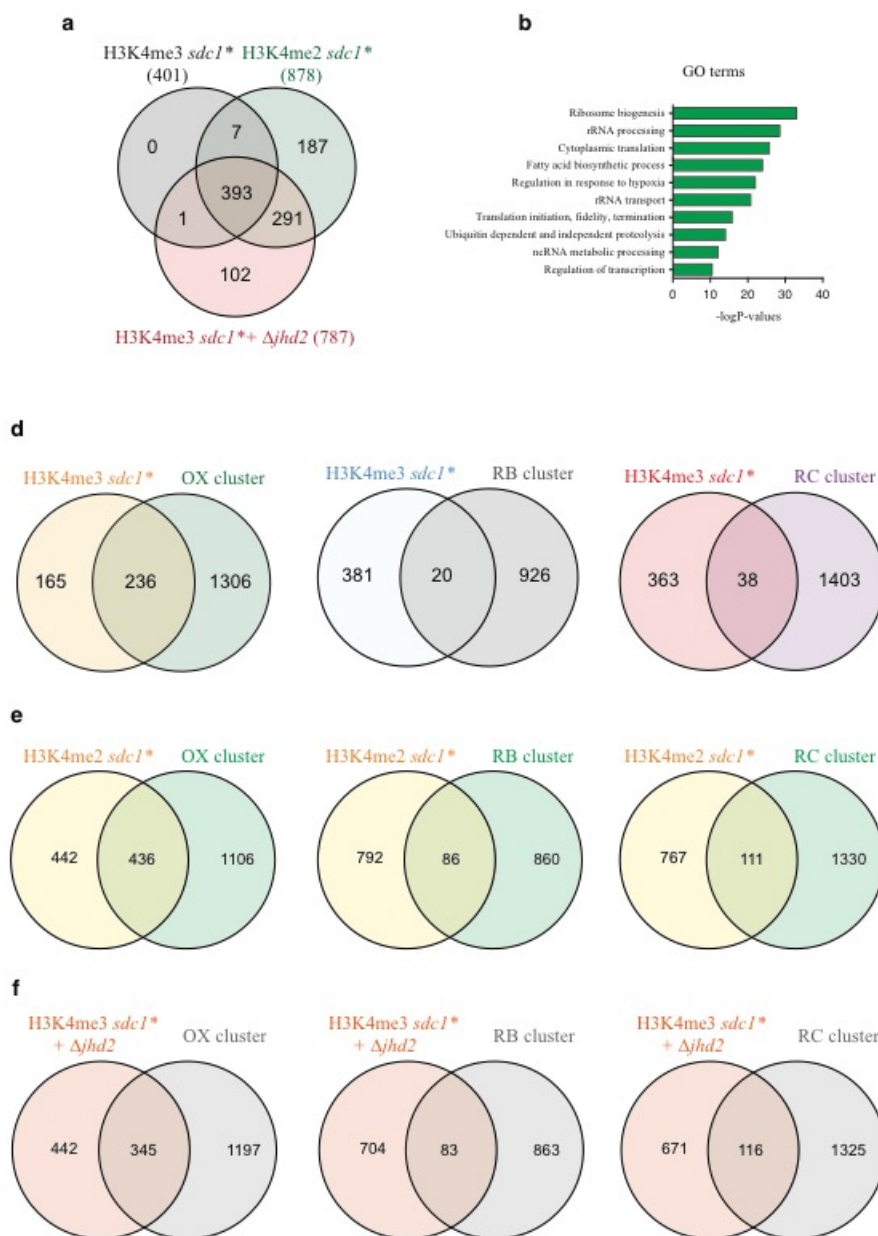 a
H3K4me3 sdc1*
(401)
H3K4me2 sdc1*
(878)
0
7
187
393
1
291
102
H3K4me3 sdc1*+ Δjhd2 (787)
b
GO terms
Ribosome biogenesis
rRNA processing
Cytoplasmic translation
Fatty acid biosynthetic process
Regulation in response to hypoxia
rRNA transport
Translation initiation, fidelity, termination
Ubiquitin dependent and independent proteolysis
ncRNA metabolic processing
Regulation of transcription
0 10 20 30 40
-logP-values
d
H3K4me3 sdc1* OX cluster
165 236 1306
H3K4me3 sdc1* RB cluster
381 20 926
H3K4me3 sdc1* RC cluster
363 38 1403
e
H3K4me2 sdc1* OX cluster
442 436 1106
H3K4me2 sdc1* RB cluster
792 86 860
H3K4me2 sdc1* RC cluster
767 111 1330
f
H3K4me3 sdc1*
+ Δjhd2
OX cluster
442 345 1197
H3K4me3 sdc1*
+ Δjhd2
RB cluster
704 83 863
H3K4me3 sdc1*
+ Δjhd2
RC cluster
671 116 1325